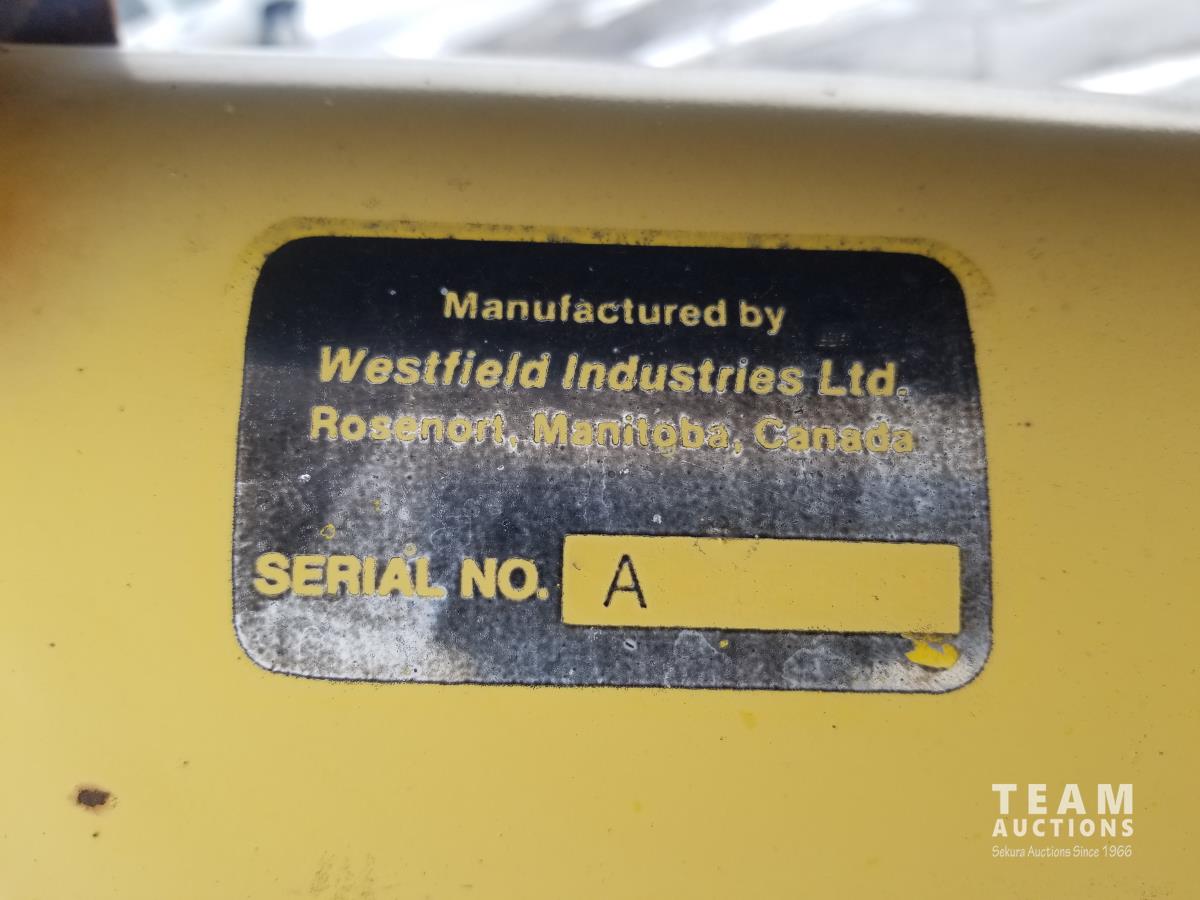 Manufactured by
Westfield Industries Ltd.
Rosenort, Manitoba, Canada
SERIAL NO. A
TEAM
AUCTIONS
Sekura Auctions Since 1966